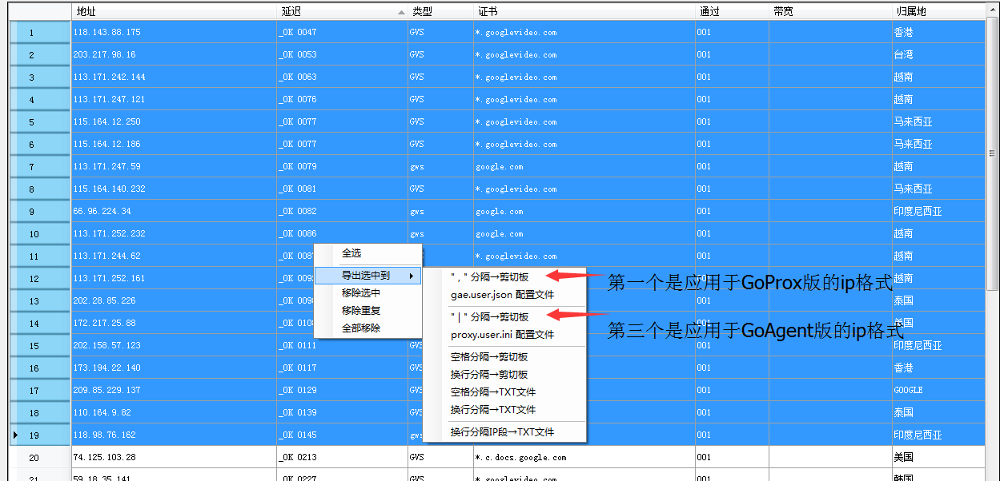 地址 延迟 类型 证书 通过 带宽 归属地
1 118.143.88.175 _OK 0047 GVS *.googlevideo.com 001 香港
2 203.217.98.16 _OK 0053 GVS *.googlevideo.com 001 台湾
3 113.171.242.144 _OK 0063 GVS *.googlevideo.com 001 越南
4 113.171.247.121 _OK 0076 GVS *.googlevideo.com 001 越南
5 115.164.12.250 _OK 0077 GVS *.googlevideo.com 001 马来西亚
6 115.164.12.186 _OK 0077 GVS *.googlevideo.com 001 马来西亚
7 113.171.247.59 _OK 0079 gws google.com 001 越南
8 115.164.140.232 _OK 0081 GVS *.googlevideo.com 001 马来西亚
9 66.96.224.34 _OK 0082 gws google.com 001 印度尼西亚
10 113.171.252.232 _OK 0086 gws google.com 001 越南
11 113.171.244.62 _OK 008 *.googlevideo.com 001 越南
12 113.171.252.161 _OK 009 越南
13 202.28.85.226 _OK 009 001 泰国
14 172.217.25.88 _OK 010 001 美国
15 202.158.57.123 _OK 0111 GVS 001 印度尼西亚
16 173.194.22.140 _OK 0117 GVS 001 香港
17 209.85.229.137 _OK 0129 GVS 001 GOOGLE
18 110.164.9.82 _OK 0139 GVS 001 泰国
19 118.98.76.162 _OK 0145 gws 001 印度尼西亚
20 74.125.103.28 _OK 0213 GVS *.c.docs.google.com 001 美国
21 59.18.35.141 _OK 0227 GVS *.googlevideo.com 001 韩国
全选
导出选中到
移除选中
移除重复
全部移除
" , " 分隔→剪切板
gae.user.json 配置文件
" | " 分隔→剪切板
proxy.user.ini 配置文件
空格分隔→剪切板
换行分隔→剪切板
空格分隔→TXT文件
换行分隔→TXT文件
换行分隔IP段→TXT文件
第一个是应用于GoProx版的ip格式
第三个是应用于GoAgent版的ip格式